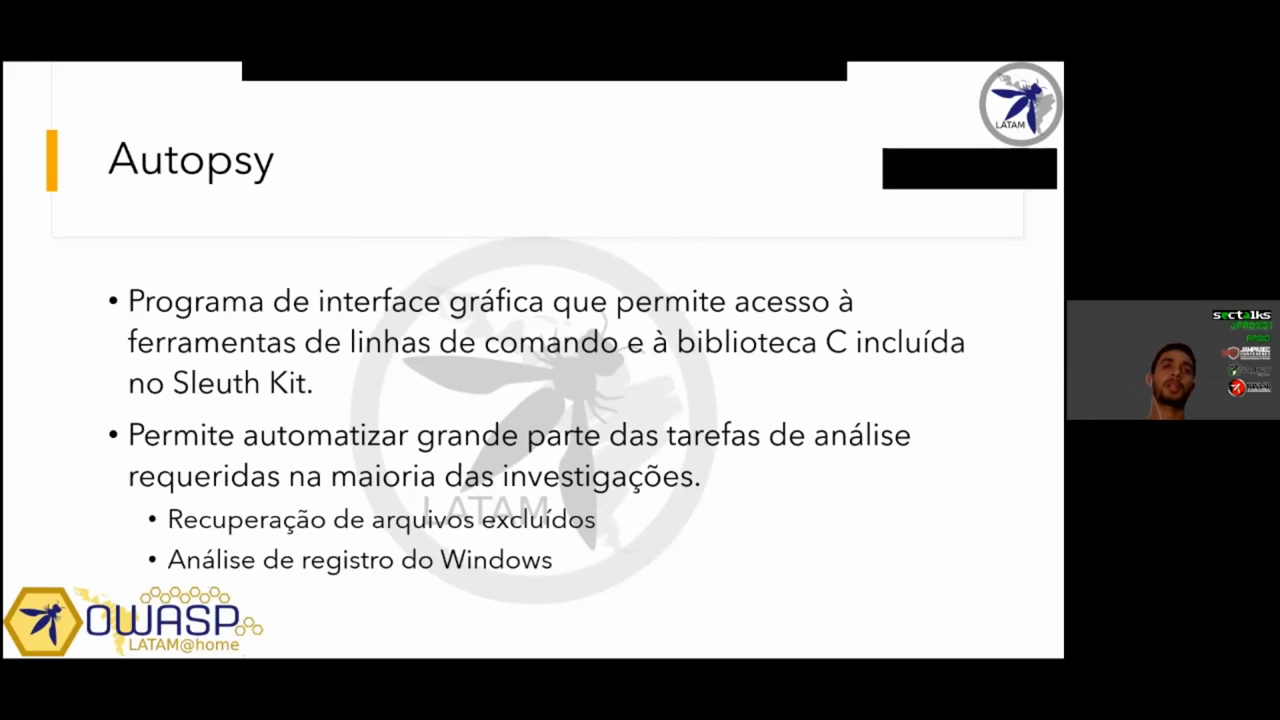 LATAM
Autopsy
• Programa de interface gráfica que permite acesso à
ferramentas de linhas de comando e à biblioteca C incluída
no Sleuth Kit.
• Permite automatizar grande parte das tarefas de análise
requeridas na maioria das investigações.
LATAM
• Recuperação de arquivos excluídos
• Análise de registro do Windows
OWASP
LATAM@home
sectalks